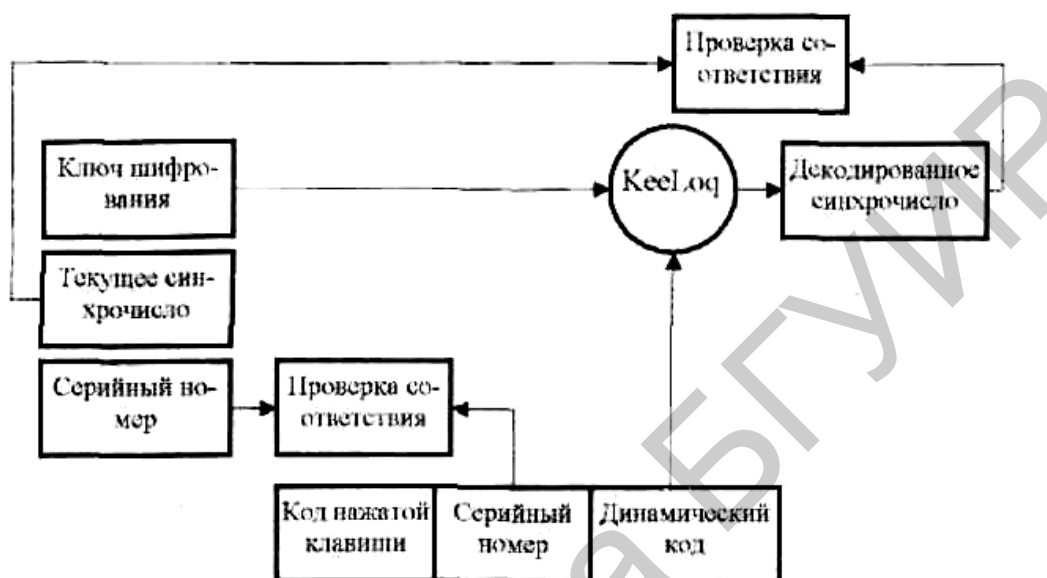 Проверка со-
ответствия
Ключ шифро-
вания
KeeLoq
Декодированное
синхрочисло
Текущее син-
хрочисло
Серийный но-
мер
Проверка со-
ответствия
Код нажатой
клавиши
Серийный
номер
Динамический
код
БГУИР